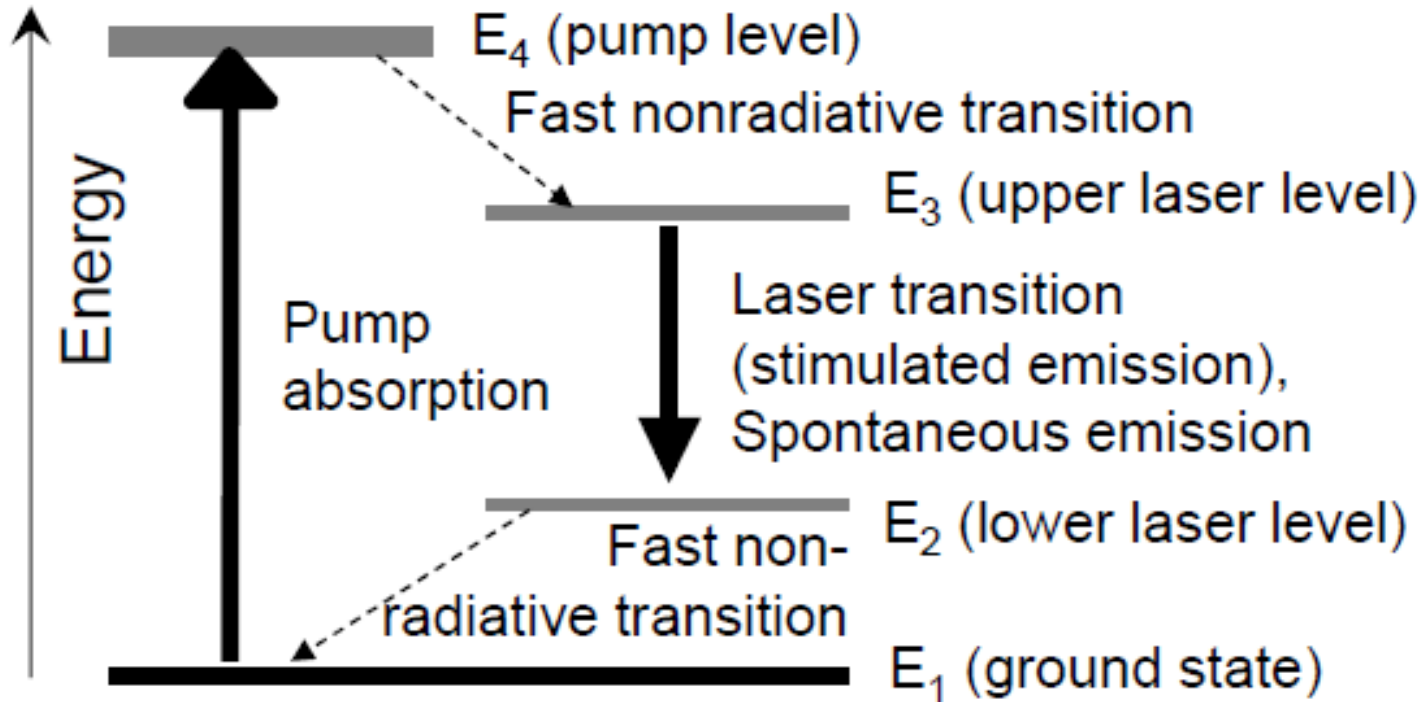 E₄ (pump level)
Fast nonradiative transition
E₃ (upper laser level)
Energy
Pump
absorption
Laser transition
(stimulated emission),
Spontaneous emission
E₂ (lower laser level)
Fast non-
radiative transition
E₁ (ground state)